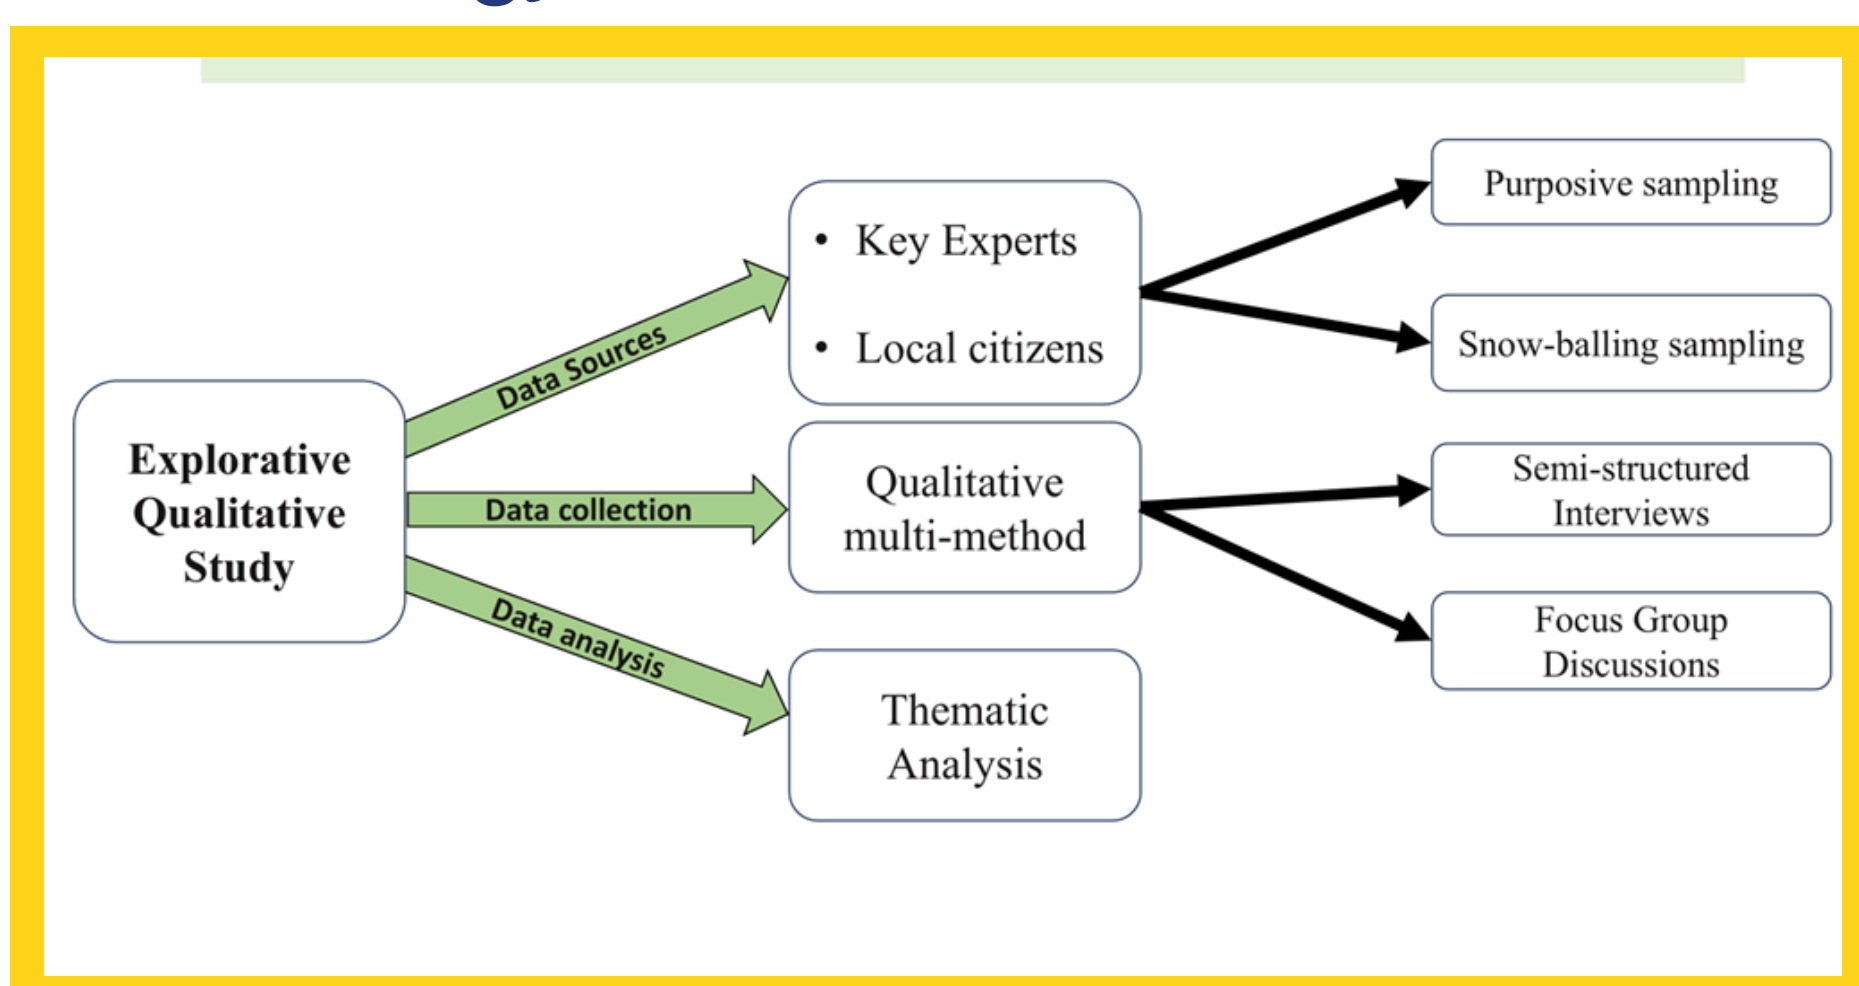 Explorative
Qualitative
Study
Data Sources
Data collection
Data analysis
• Key Experts
• Local citizens
Qualitative
multi-method
Thematic
Analysis
Purposive sampling
Snow-balling sampling
Semi-structured
Interviews
Focus Group
Discussions